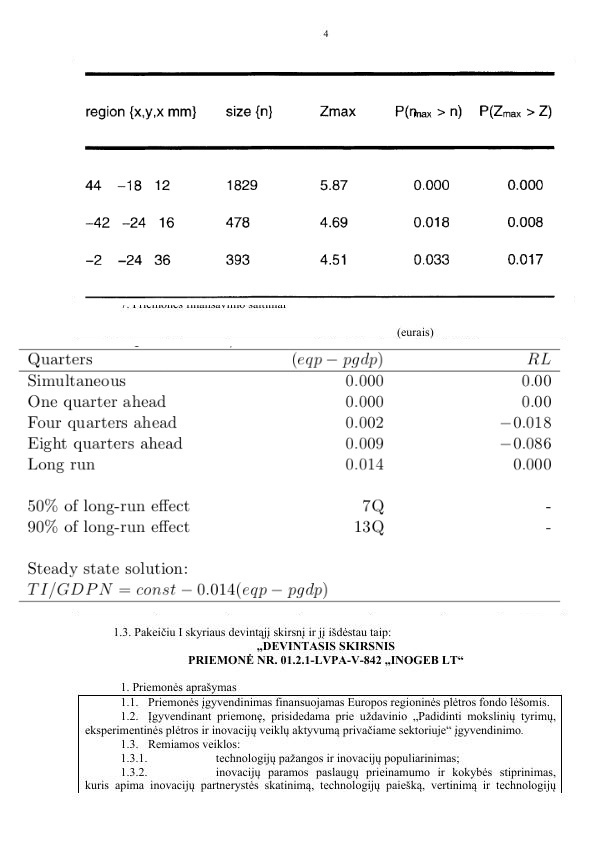 4
region {x,y,x mm} size {n} Zmax P(nmax > n) P(Zmax > Z)
44 −18 12 1829 5.87 0.000 0.000
−42 −24 16 478 4.69 0.018 0.008
−2 −24 36 393 4.51 0.033 0.017
(eurais)
Quarters (eqp − pgdp) RL
Simultaneous 0.000 0.00
One quarter ahead 0.000 0.00
Four quarters ahead 0.002 −0.018
Eight quarters ahead 0.009 −0.086
Long run 0.014 0.000
50% of long-run effect 7Q -
90% of long-run effect 13Q -
Steady state solution:
TI/GDPN = const − 0.014(eqp − pgdp)
1.3. Pakeičiu I skyriaus devintąjį skirsnį ir jį išdėstau taip:
„DEVINTASIS SKIRSNIS
PRIEMONĖ NR. 01.2.1-LVPA-V-842 „INOGEB LT“
1. Priemonės aprašymas
1.1. Priemonės įgyvendinimas finansuojamas Europos regioninės plėtros fondo lėšomis.
1.2. Įgyvendinant priemonę, prisidedama prie uždavinio „Padidinti mokslinių tyrimų,
eksperimentinės plėtros ir inovacijų veiklų aktyvumą privačiame sektoriuje“ įgyvendinimo.
1.3. Remiamos veiklos:
1.3.1. technologijų pažangos ir inovacijų populiarinimas;
1.3.2. inovacijų paramos paslaugų prieinamumo ir kokybės stiprinimas,
kuris apima inovacijų partnerystės skatinimą, technologijų paiešką, vertinimą ir technologijų